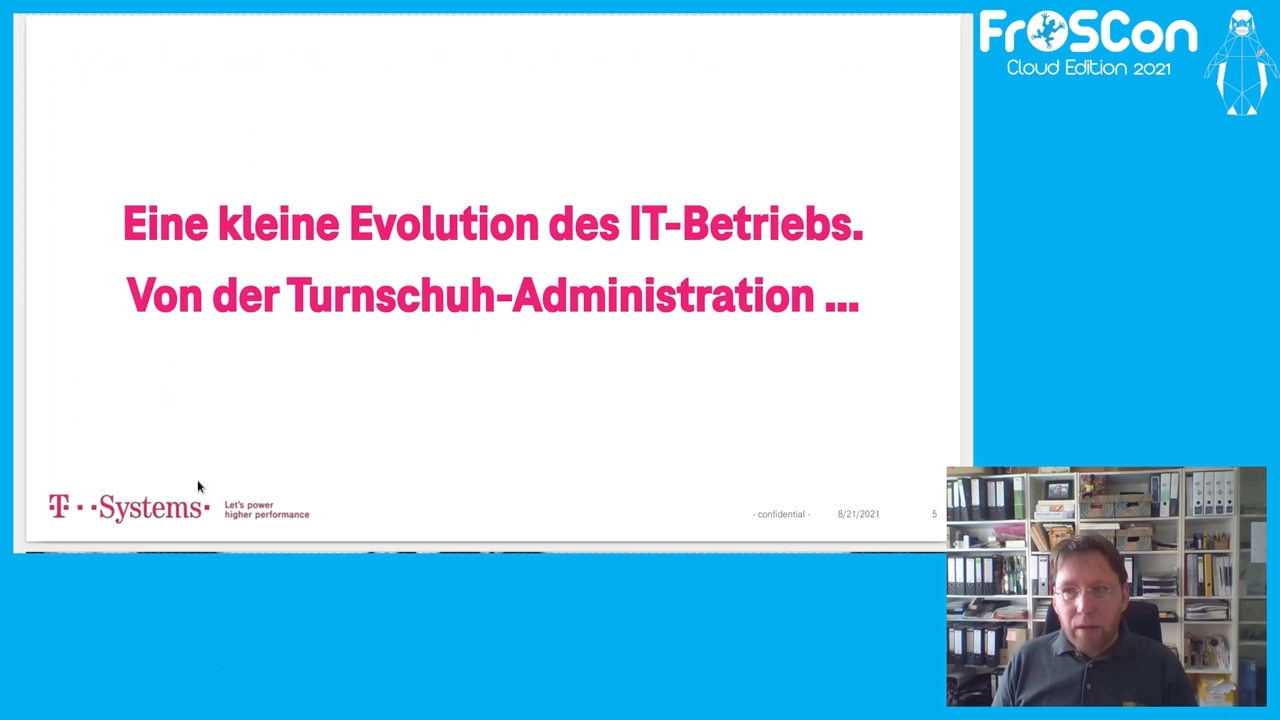 FrOSCon
Cloud Edition 2021
Eine kleine Evolution des IT-Betriebs.
Von der Turnschuh-Administration ...
T··Systems·
Let's power
higher performance
- confidential -
8/21/2021
5